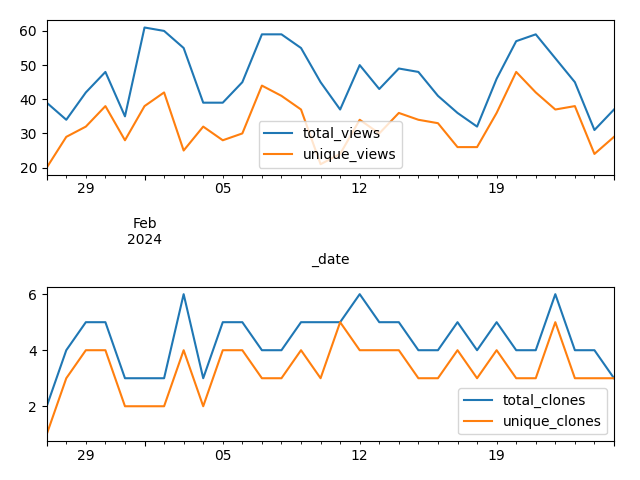 60
50
40
30
20
total_views
unique_views
29 05 12 19
Feb
2024
_date
6
4
2
total_clones
unique_clones
29 05 12 19